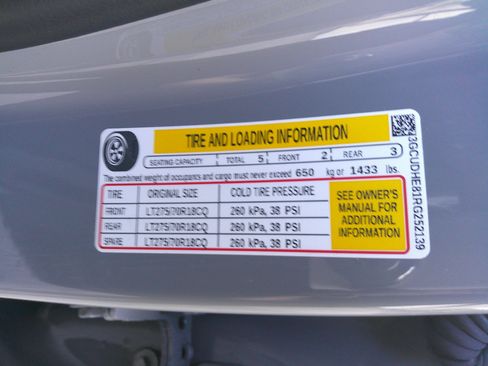 TIRE AND LOADING INFORMATION
SEATING CAPACITY TOTAL 5 FRONT 2 REAR 3
The combined weight of occupants and cargo must never exceed 650 kg or 1433 lbs.
TIRE ORIGINAL SIZE COLD TIRE PRESSURE
FRONT LT275/70R18CQ 260 kPa, 38 PSI
REAR LT275/70R18CQ 260 kPa, 38 PSI
SPARE LT275/70R18CQ 260 kPa, 38 PSI
SEE OWNER'S
MANUAL FOR
ADDITIONAL
INFORMATION
3GCUDHE81RG252139